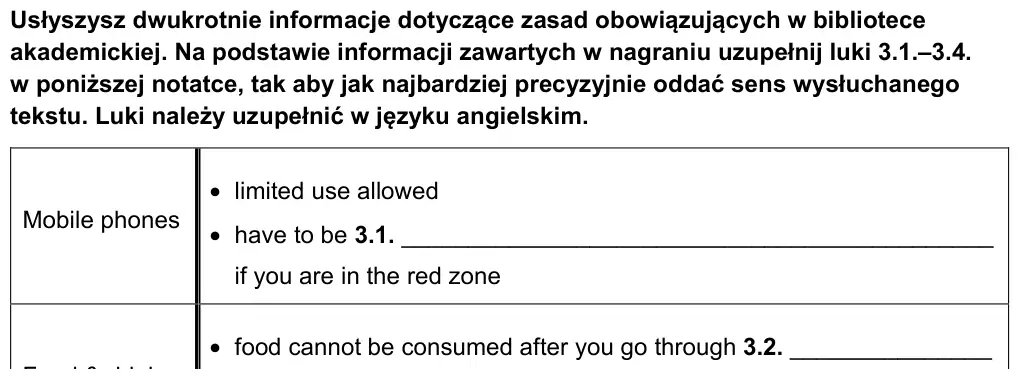 Usłyszysz dwukrotnie informacje dotyczące zasad obowiązujących w bibliotece
akademickiej. Na podstawie informacji zawartych w nagraniu uzupełnij luki 3.1.–3.4.
w poniższej notatce, tak aby jak najbardziej precyzyjnie oddać sens wysłuchanego
tekstu. Luki należy uzupełnić w języku angielskim.
Mobile phones
• limited use allowed
• have to be 3.1. ____________________
if you are in the red zone
• food cannot be consumed after you go through 3.2. ____________________